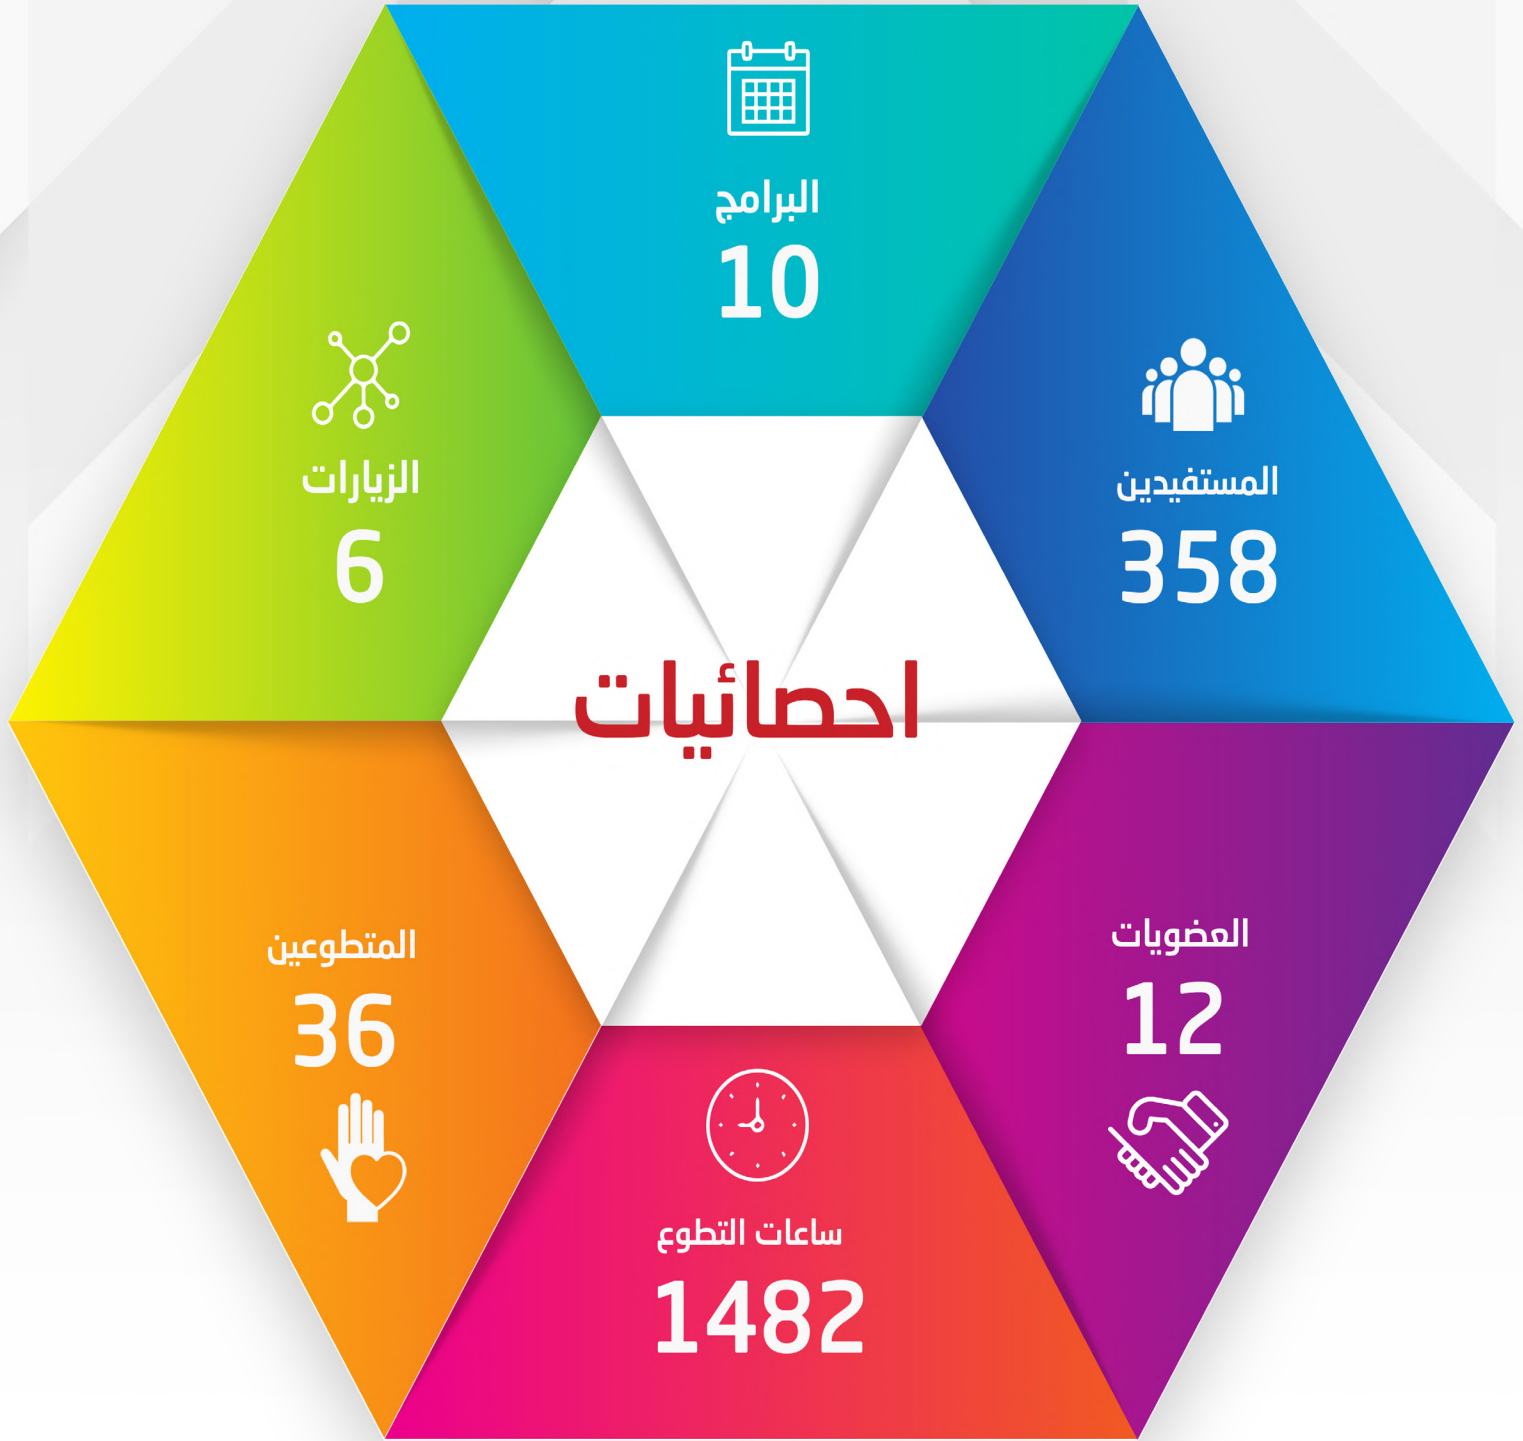 البرامج
10
المستفيدين
358
الزيارات
6
احصائيات
العضويات
12
المتطوعين
36
ساعات التطوع
1482